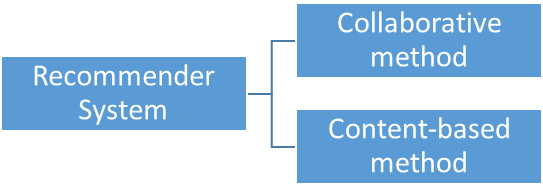 Recommender
System
Collaborative
method
Content-based
method